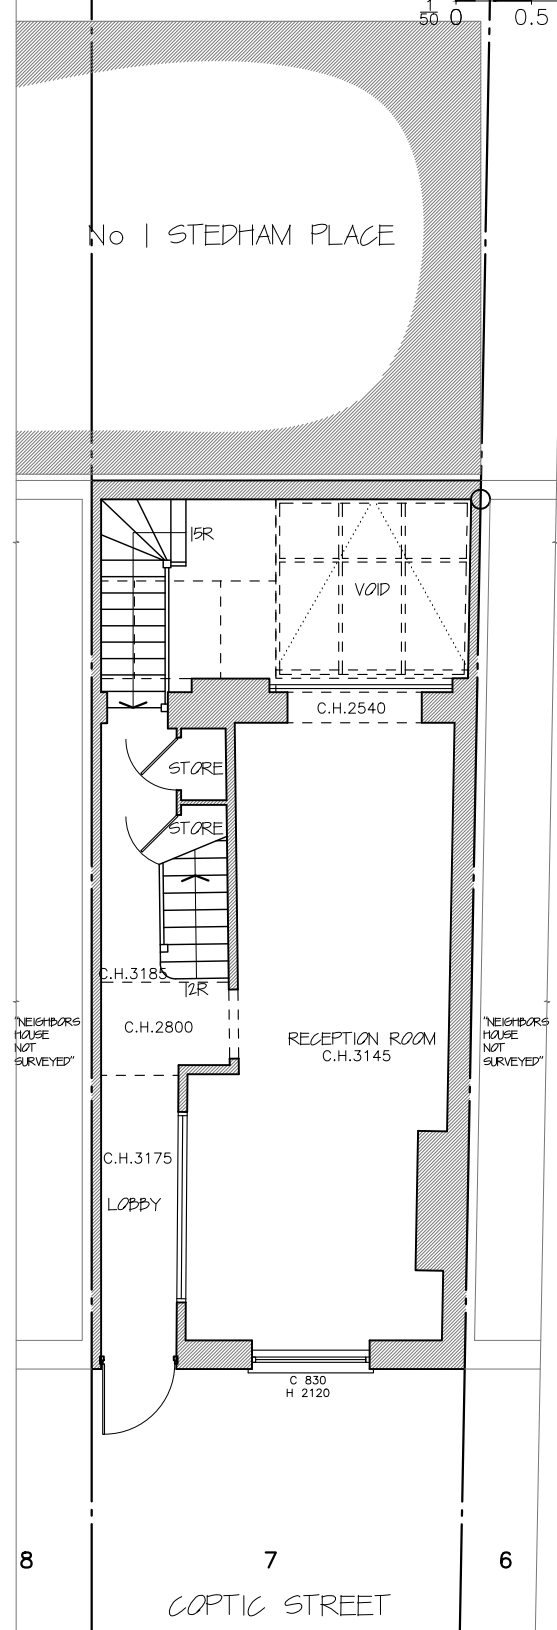 1/50 0 0.5
No 1 STEDHAM PLACE
15R
VOID
C.H.2540
STORE
STORE
C.H.3185
12R
C.H.2800
"NEIGHBORS
HOUSE
NOT
SURVEYED"
RECEPTION ROOM
C.H.3145
"NEIGHBORS
HOUSE
NOT
SURVEYED"
C.H.3175
LOBBY
C 830
H 2120
8 7 6
COPTIC STREET